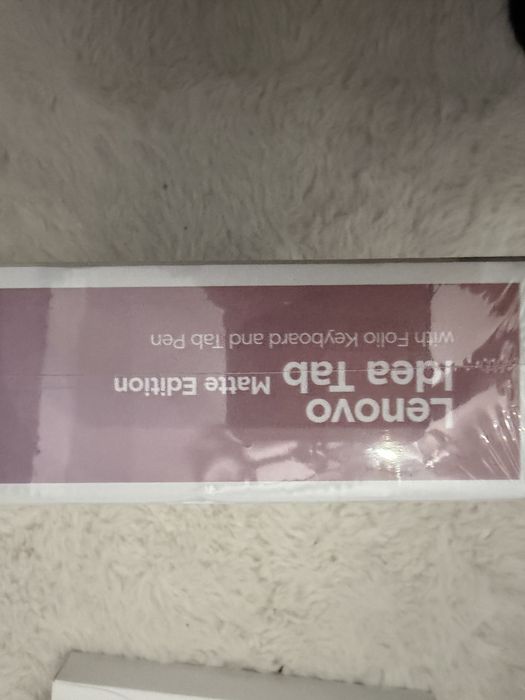 Lenovo
Idea Tab Matte Edition
with Folio Keyboard and Tab Pen